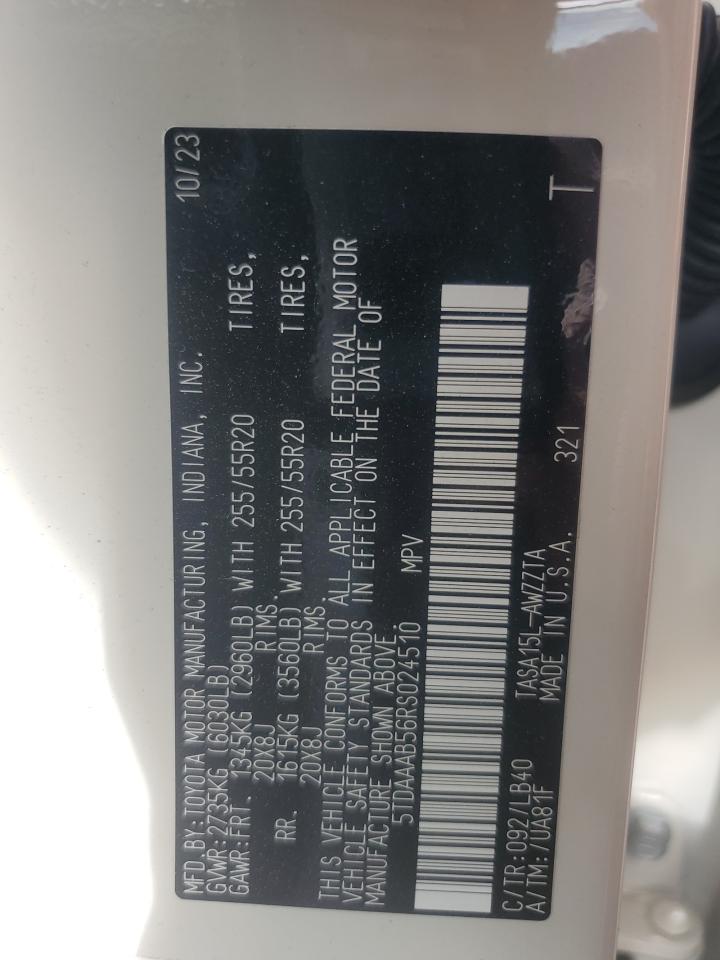 MFD.BY:TOYOTA MOTOR MANUFACTURING, INDIANA, INC. 10/23
GVWR:2735KG (6030LB)
GAWR:FRT. 1345KG (2960LB) WITH 255/55R20 TIRES,
20X8J RIMS.
RR. 1615KG (3560LB) WITH 255/55R20 TIRES,
20X8J RIMS.
THIS VEHICLE CONFORMS TO ALL APPLICABLE FEDERAL MOTOR
VEHICLE SAFETY STANDARDS IN EFFECT ON THE DATE OF
MANUFACTURE SHOWN ABOVE.
5TDAAAB56RS024510 MPV
C/TR:092/LB40 TASA15L-AWZZTA
A/TM:/UA81F MADE IN U.S.A. 321 T